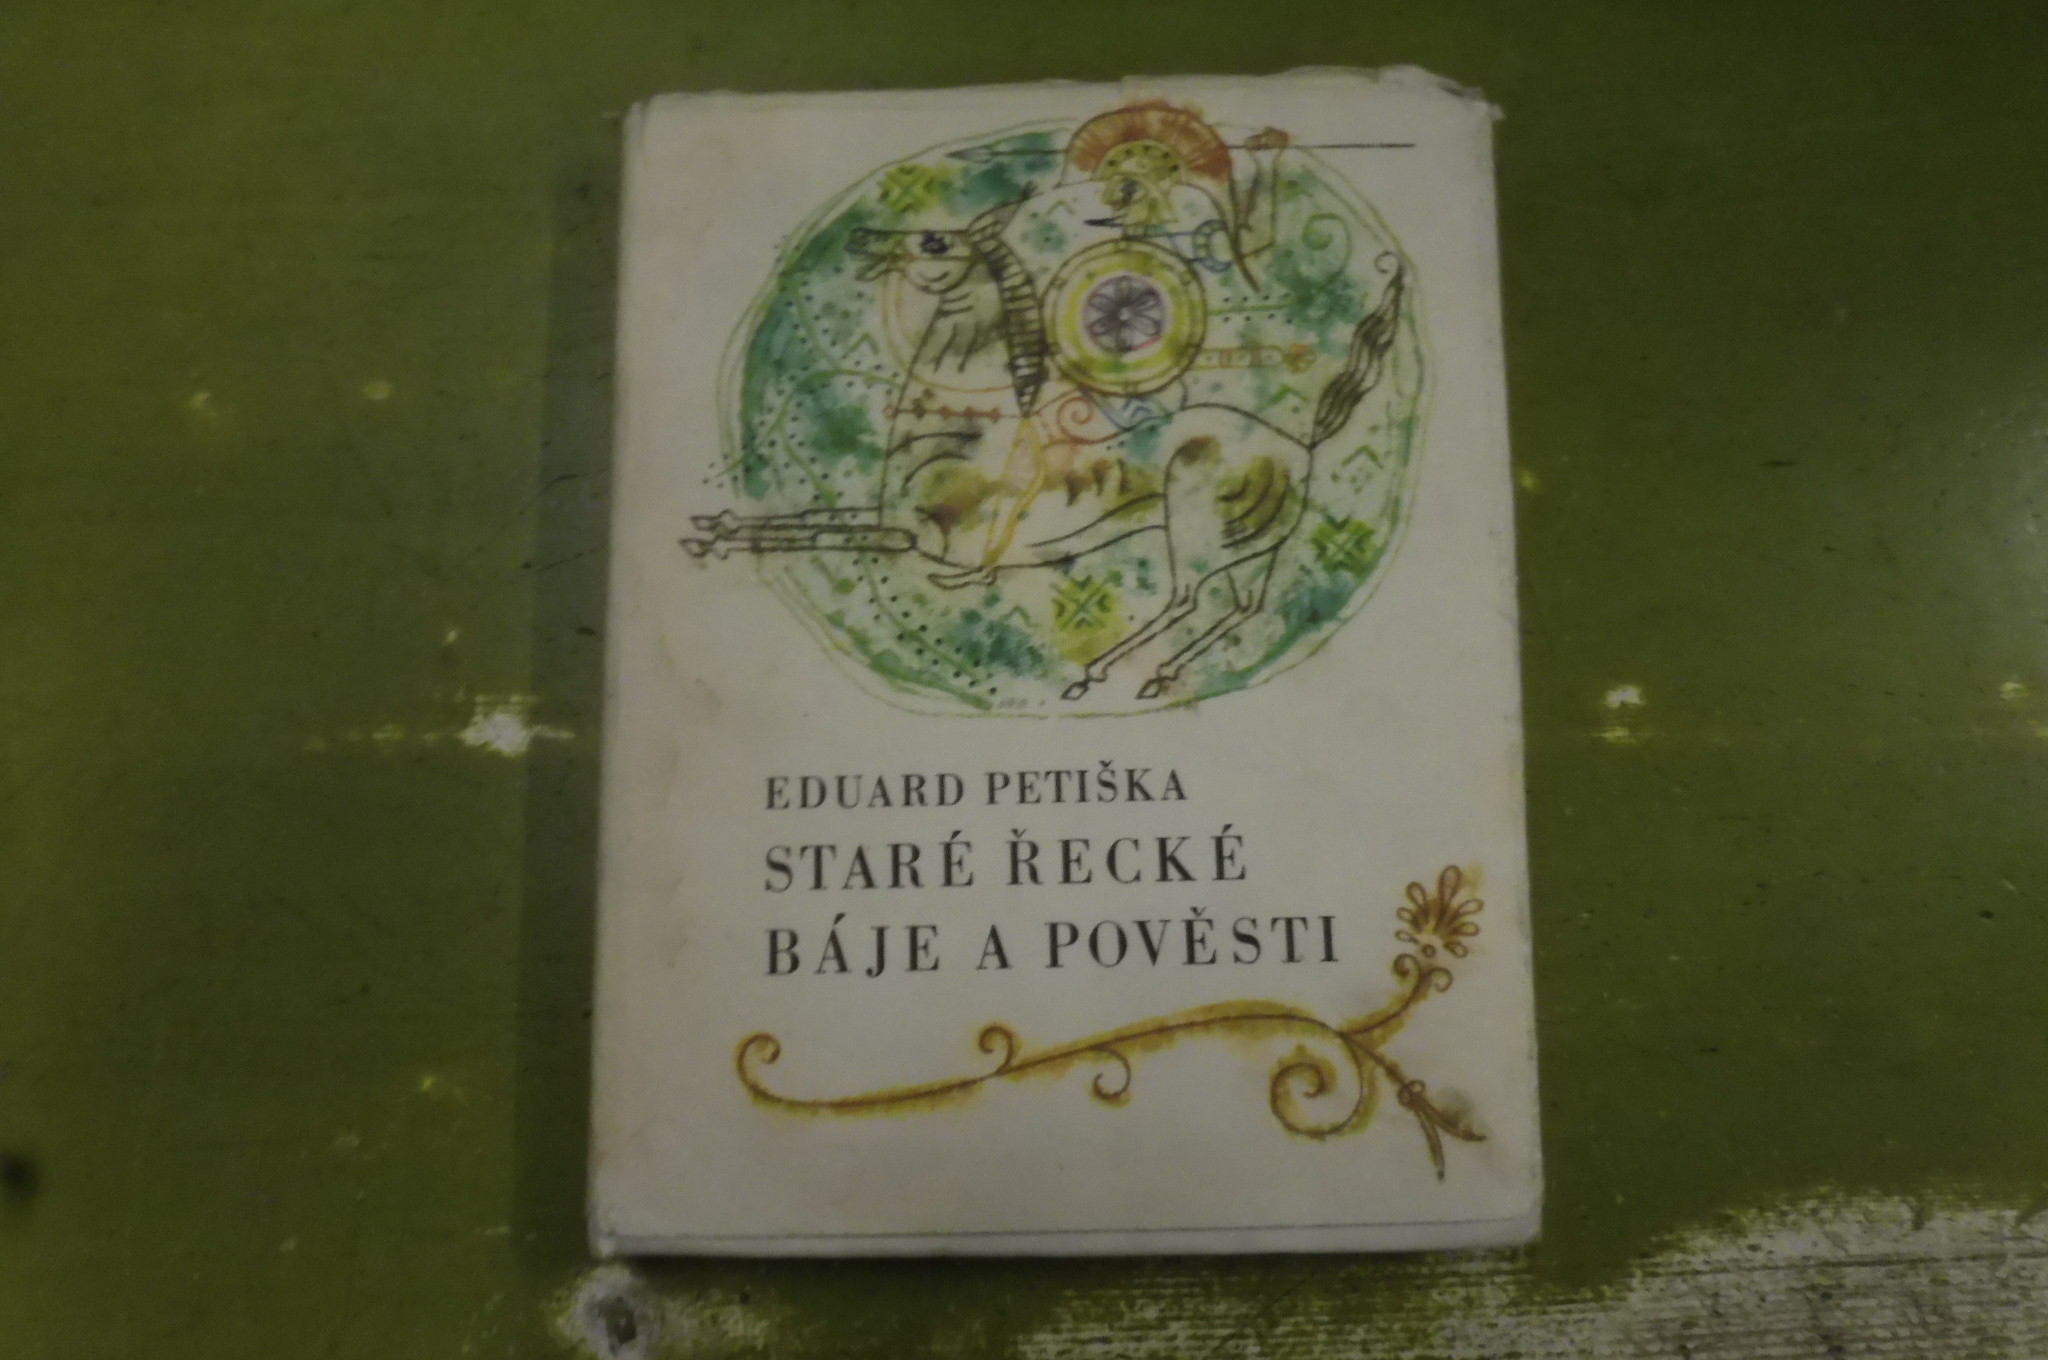 EDUARD PETIŠKA
STARÉ ŘECKÉ
BÁJE A POVĚSTI